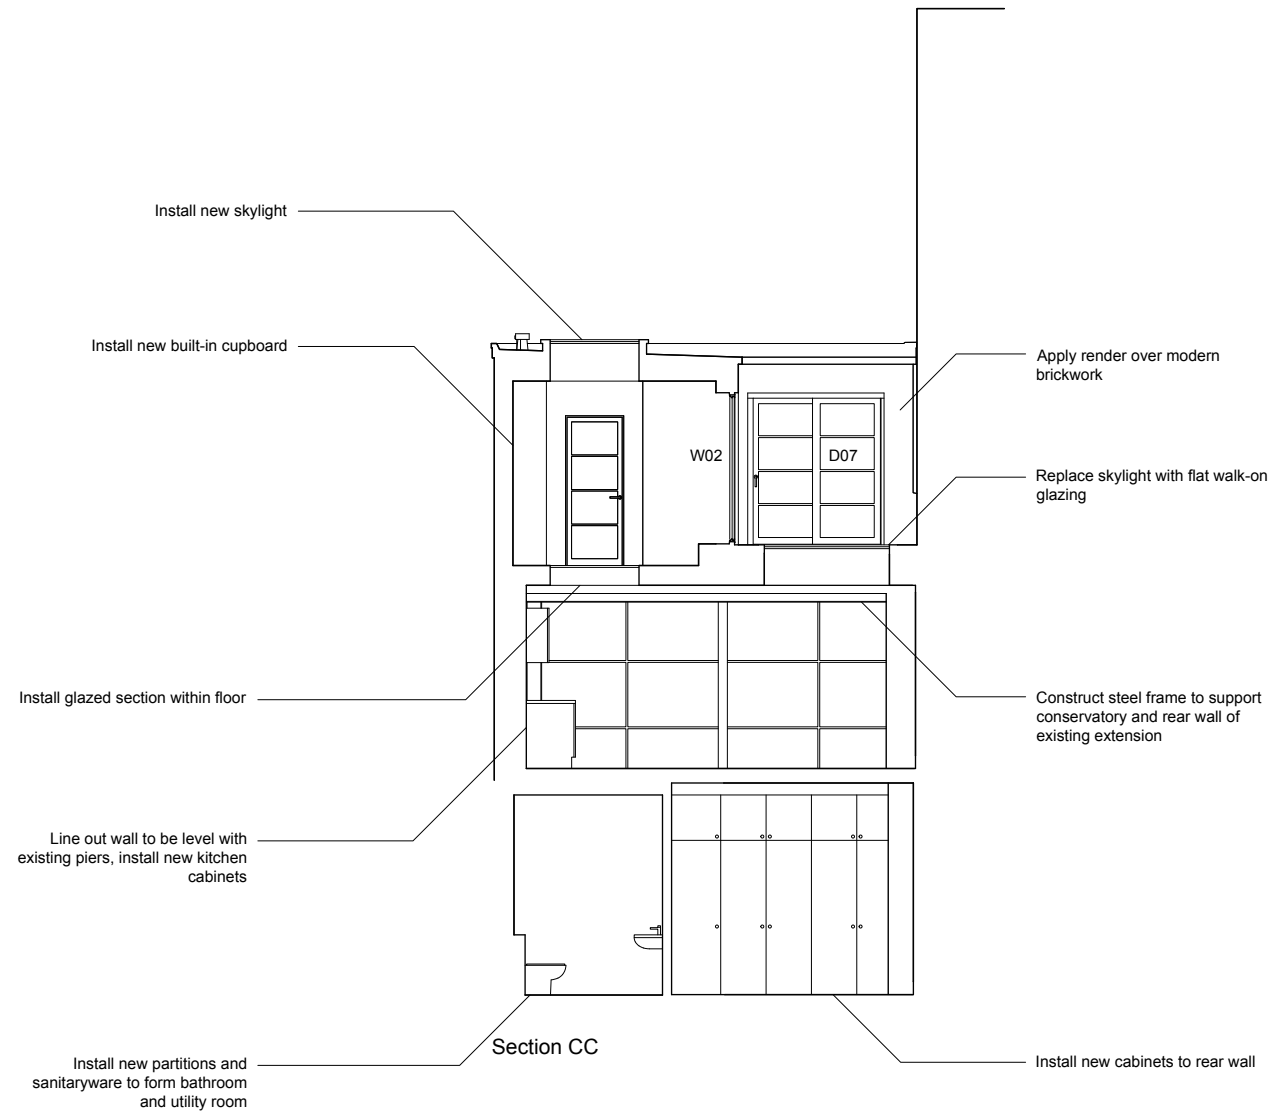 Install new skylight
Install new built-in cupboard
Apply render over modern
brickwork
W02
D07
Replace skylight with flat walk-on
glazing
Install glazed section within floor
Construct steel frame to support
conservatory and rear wall of
existing extension
Line out wall to be level with
existing piers, install new kitchen
cabinets
Section CC
Install new partitions and
sanitaryware to form bathroom
and utility room
Install new cabinets to rear wall